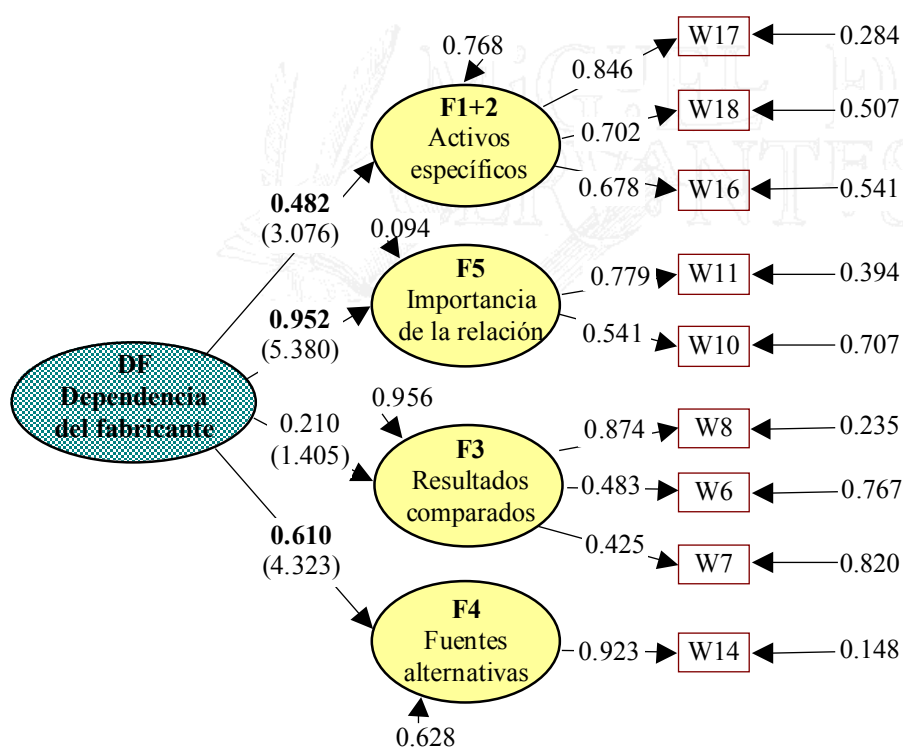 0.768
F1+2
Activos
específicos
0.846
W17
0.284
0.702
W18
0.507
0.678
W16
0.541
0.482
(3.076)
0.094
F5
Importancia
de la relación
0.779
W11
0.394
0.541
W10
0.707
0.952
(5.380)
DF
Dependencia
del fabricante
0.210
(1.405)
0.956
F3
Resultados
comparados
0.874
W8
0.235
0.483
W6
0.767
0.425
W7
0.820
0.610
(4.323)
F4
Fuentes
alternativas
0.923
W14
0.148
0.628